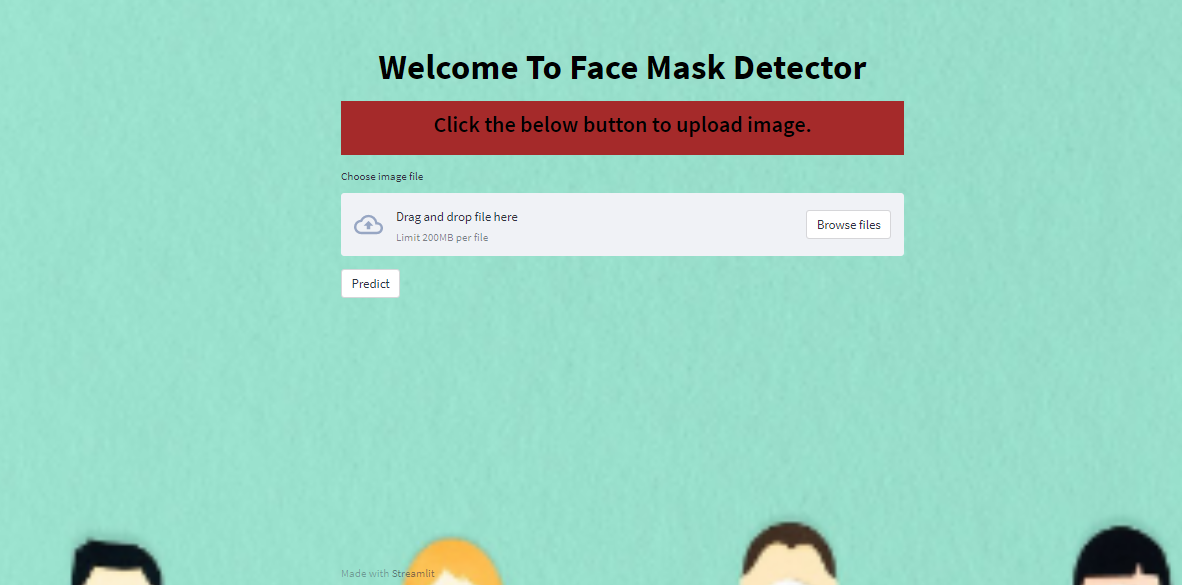 Welcome To Face Mask Detector
Click the below button to upload image.
Choose image file
Drag and drop file here
Limit 200MB per file
Browse files
Predict
Made with Streamlit